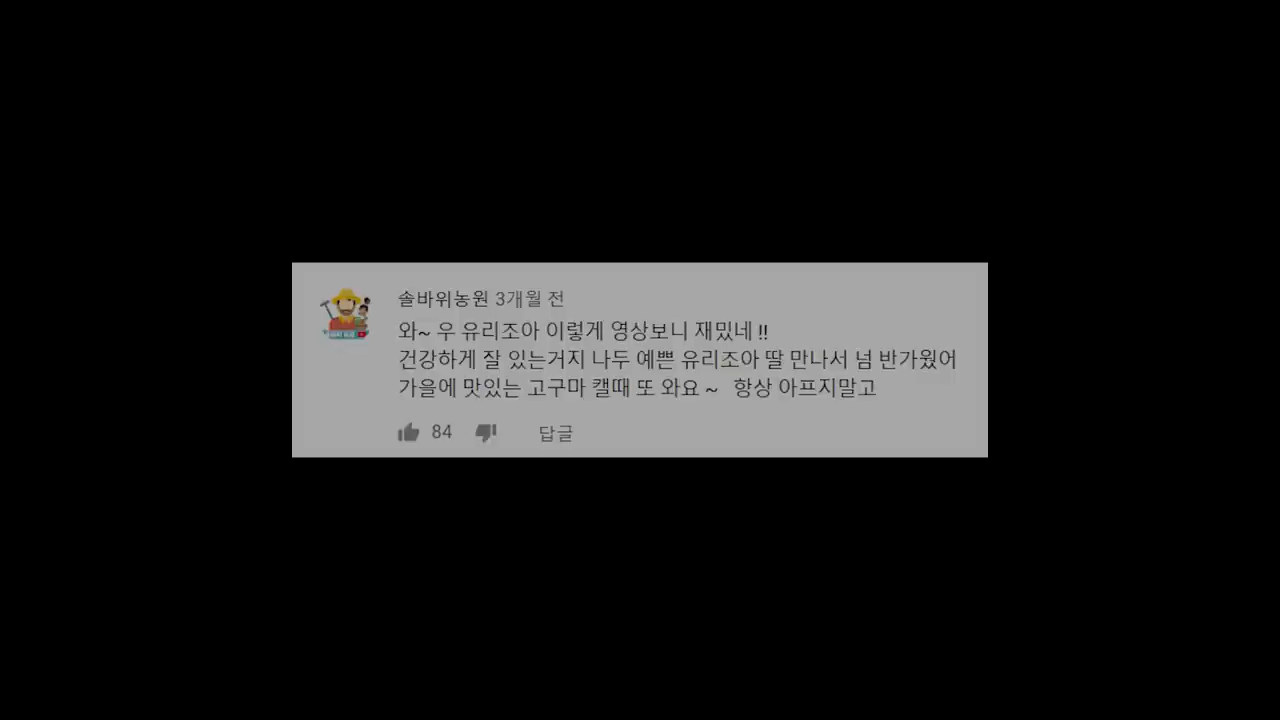 솔바위농원 3개월 전
와~ 우 유리조아 이렇게 영상보니 재밌네 !!
건강하게 잘 있는거지 나두 예쁜 유리조아 딸 만나서 넘 반가웠어
가을에 맛있는 고구마 캘때 또 와요 ~ 항상 아프지말고
84 답글